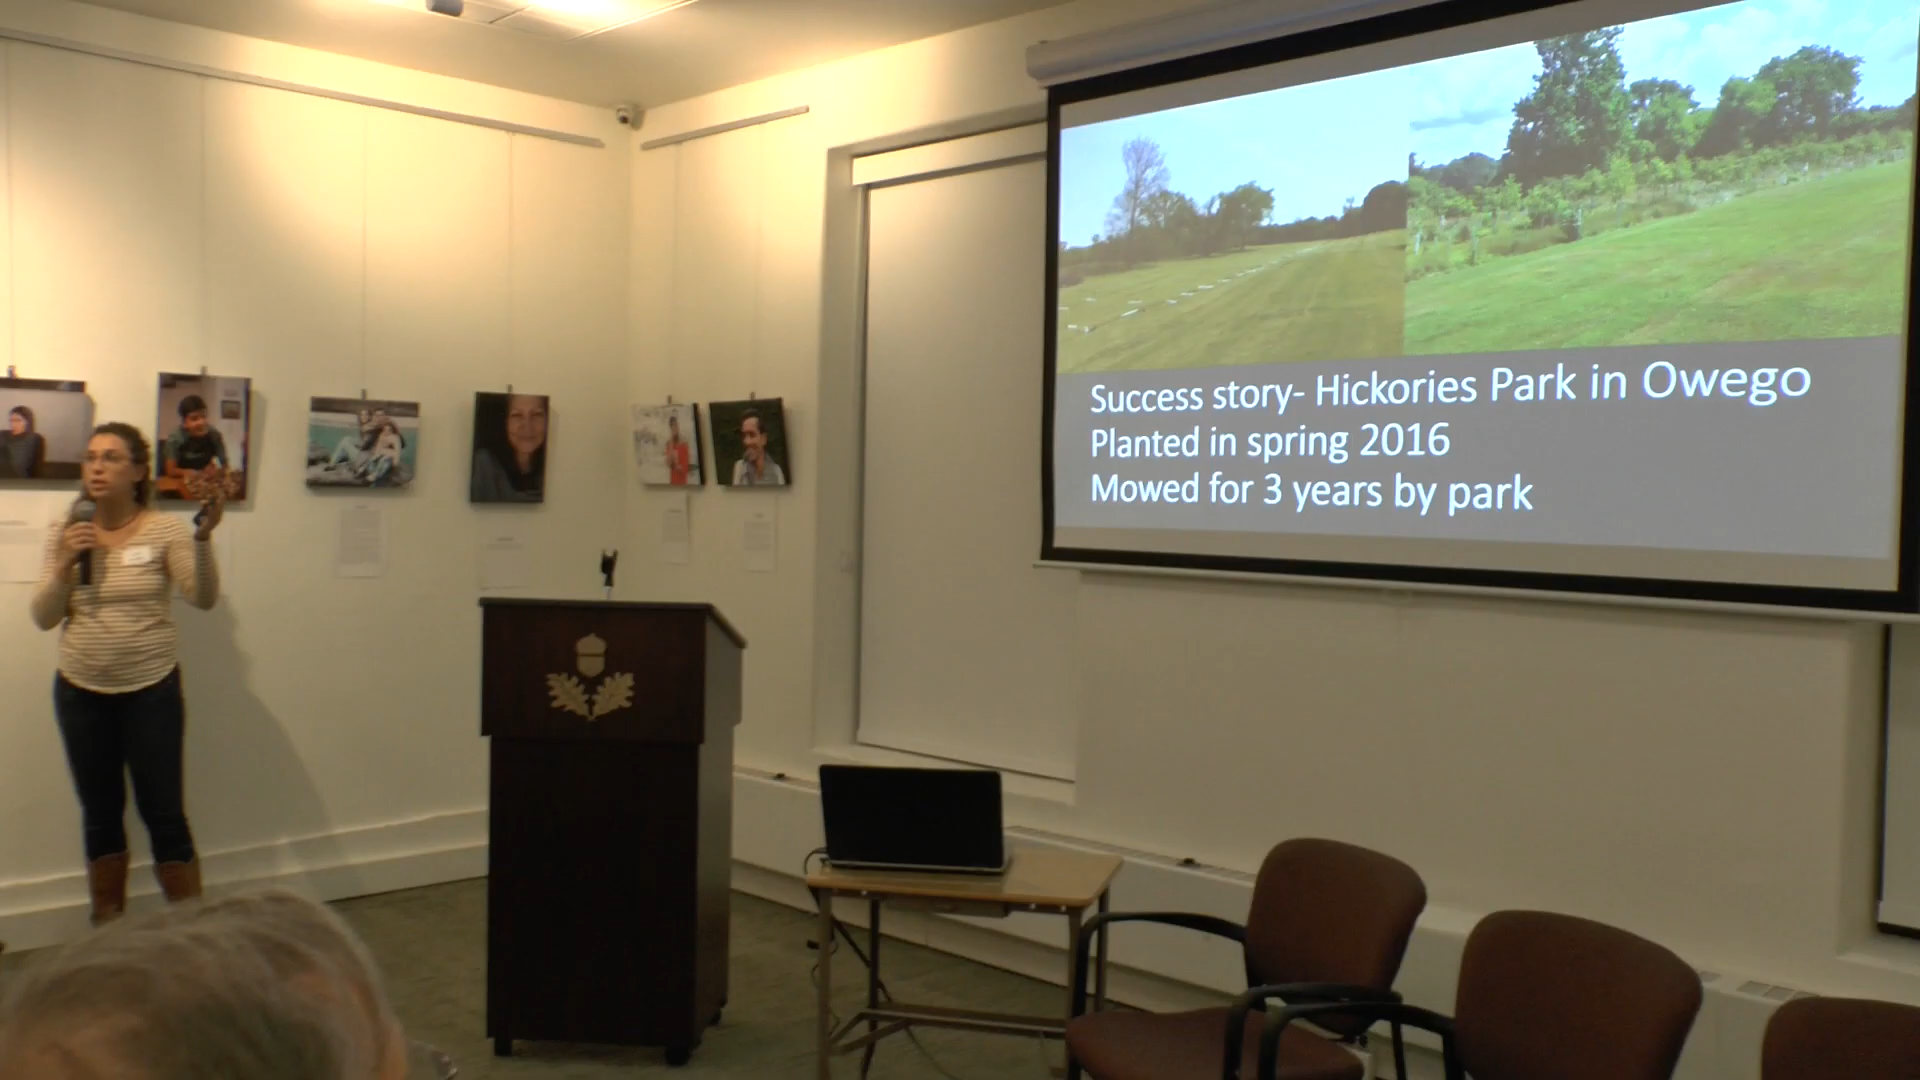 Success story- Hickories Park in Owego
Planted in spring 2016
Mowed for 3 years by park